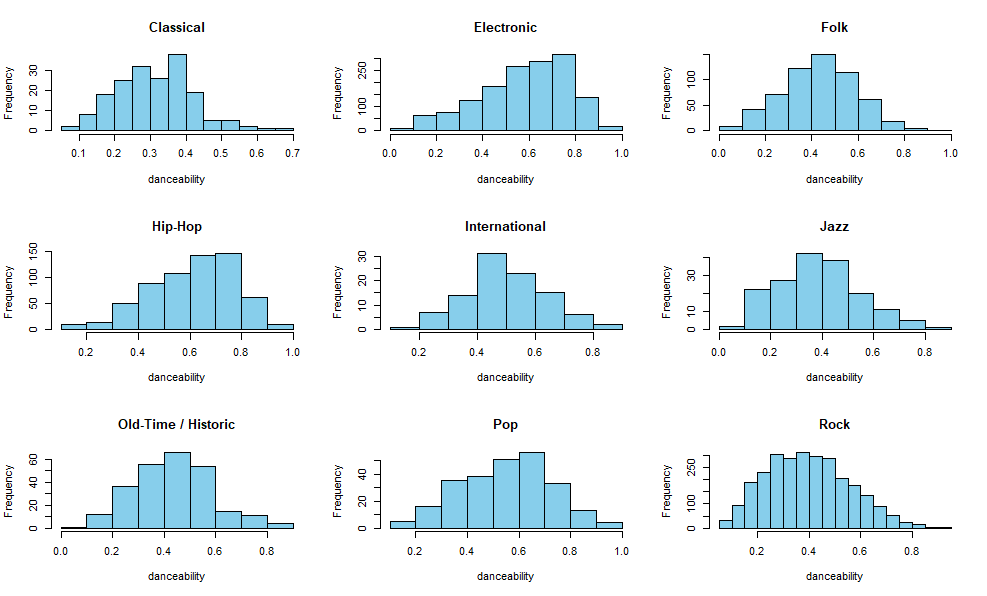 Classical
Frequency
0 10 20 30
0.1 0.2 0.3 0.4 0.5 0.6 0.7
danceability
Electronic
Frequency
0 100 250
0.0 0.2 0.4 0.6 0.8 1.0
danceability
Folk
Frequency
0 50 100
0.0 0.2 0.4 0.6 0.8 1.0
danceability
Hip-Hop
Frequency
0 50 100 150
0.2 0.4 0.6 0.8 1.0
danceability
International
Frequency
0 10 20 30
0.2 0.4 0.6 0.8
danceability
Jazz
Frequency
0 10 30
0.0 0.2 0.4 0.6 0.8
danceability
Old-Time / Historic
Frequency
0 20 40 60
0.0 0.2 0.4 0.6 0.8
danceability
Pop
Frequency
0 20 40
0.2 0.4 0.6 0.8 1.0
danceability
Rock
Frequency
0 100 250
0.2 0.4 0.6 0.8
danceability